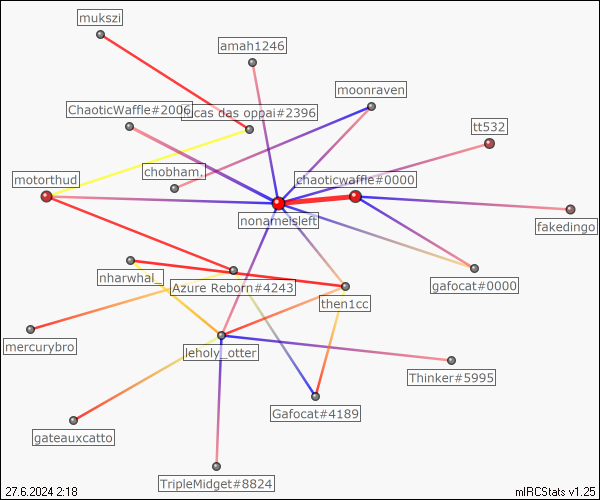 mukszi
amah1246
moonraven
ChaoticWaffle#2006
lucas das oppai#2396
tt532
chobham,
motorthud
chaoticwaffle#0000
nonameisleft
fakedingo
nharwhal_
Azure Reborn#4243
gafocat#0000
then1cc
mercurybro
leholy_otter
Thinker#5995
Gafocat#4189
gateauxcatto
TripleMidget#8824
27.6.2024 2:18
mIRCStats v1.25